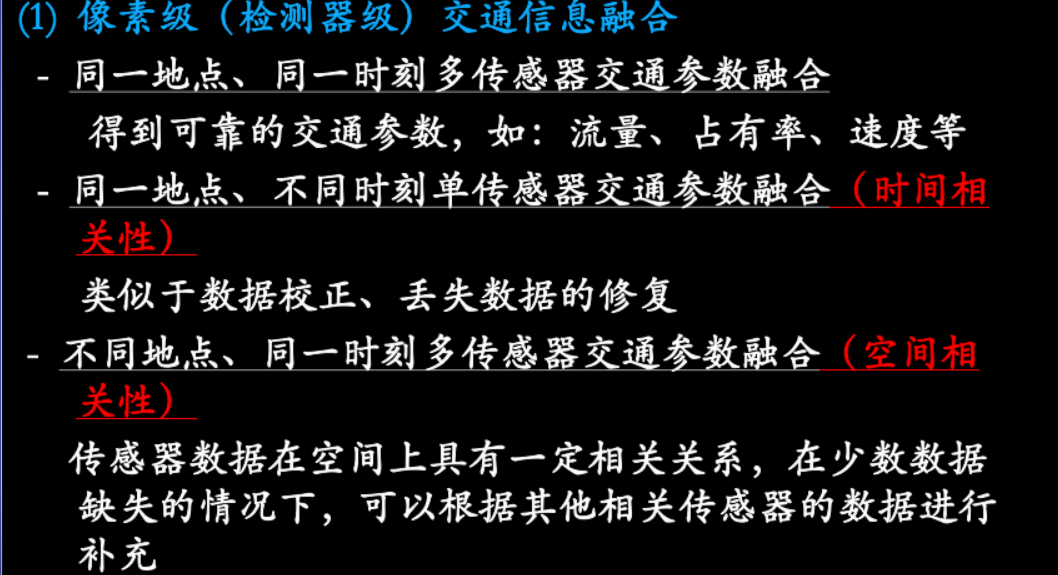 (1) 像素级（检测器级）交通信息融合
- 同一地点、同一时刻多传感器交通参数融合
得到可靠的交通参数，如：流量、占有率、速度等
- 同一地点、不同时刻单传感器交通参数融合（时间相
关性）
类似于数据校正、丢失数据的修复
- 不同地点、同一时刻多传感器交通参数融合（空间相
关性）
传感器数据在空间上具有一定相关关系，在少数数据
缺失的情况下，可以根据其他相关传感器的数据进行
补充